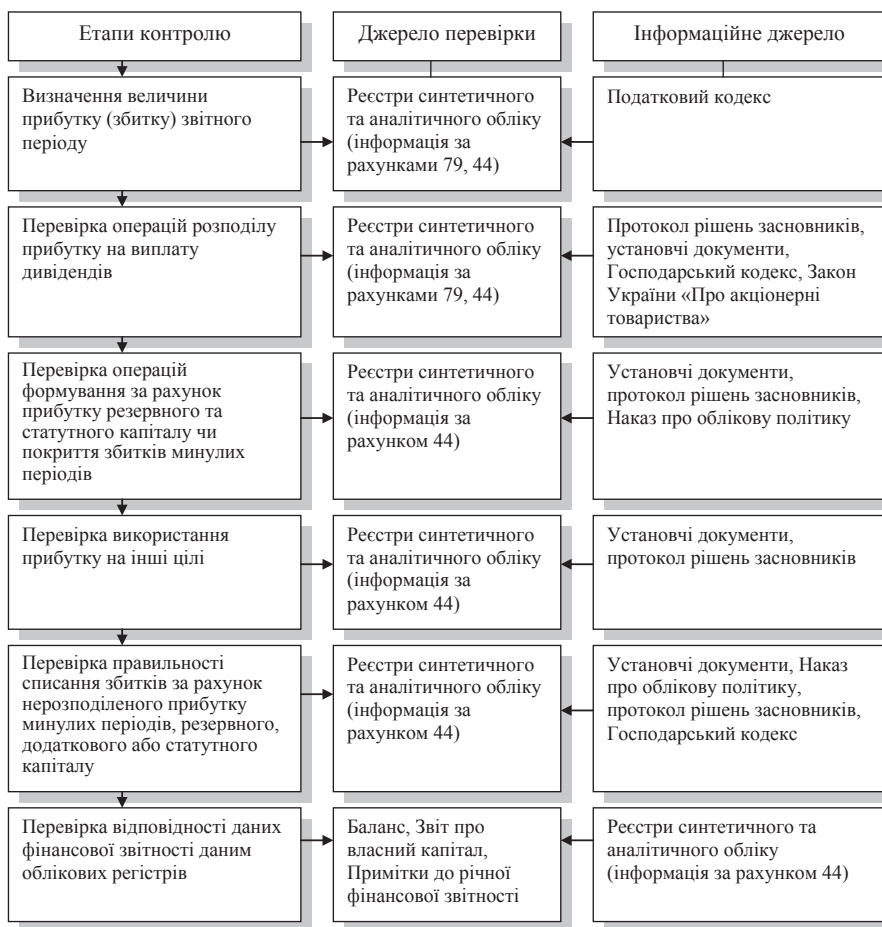 Етапи контролю
Джерело перевірки
Інформаційне джерело
Визначення величини
прибутку (збитку) звітного
періоду
Реєстри синтетичного
та аналітичного обліку
(інформація за
рахунками 79, 44)
Податковий кодекс
Перевірка операцій розподілу
прибутку на виплату
дивідендів
Реєстри синтетичного
та аналітичного обліку
(інформація за
рахунками 79, 44)
Протокол рішень засновників,
установчі документи,
Господарський кодекс, Закон
України «Про акціонерні
товариства»
Перевірка операцій
формування за рахунок
прибутку резервного та
статутного капіталу чи
покриття збитків минулих
періодів
Реєстри синтетичного
та аналітичного обліку
(інформація за
рахунком 44)
Установчі документи,
протокол рішень засновників,
Наказ про облікову політику
Перевірка використання
прибутку на інші цілі
Реєстри синтетичного
та аналітичного обліку
(інформація за
рахунком 44)
Установчі документи,
протокол рішень засновників
Перевірка правильності
списання збитків за рахунок
нерозподіленого прибутку
минулих періодів, резервного,
додаткового або статутного
капіталу
Реєстри синтетичного
та аналітичного обліку
(інформація за
рахунком 44)
Установчі документи, Наказ
про облікову політику,
протокол рішень засновників,
Господарський кодекс
Перевірка відповідності даних
фінансової звітності даним
облікових регістрів
Баланс, Звіт про
власний капітал,
Примітки до річної
фінансової звітності
Реєстри синтетичного та
аналітичного обліку
(інформація за рахунком 44)